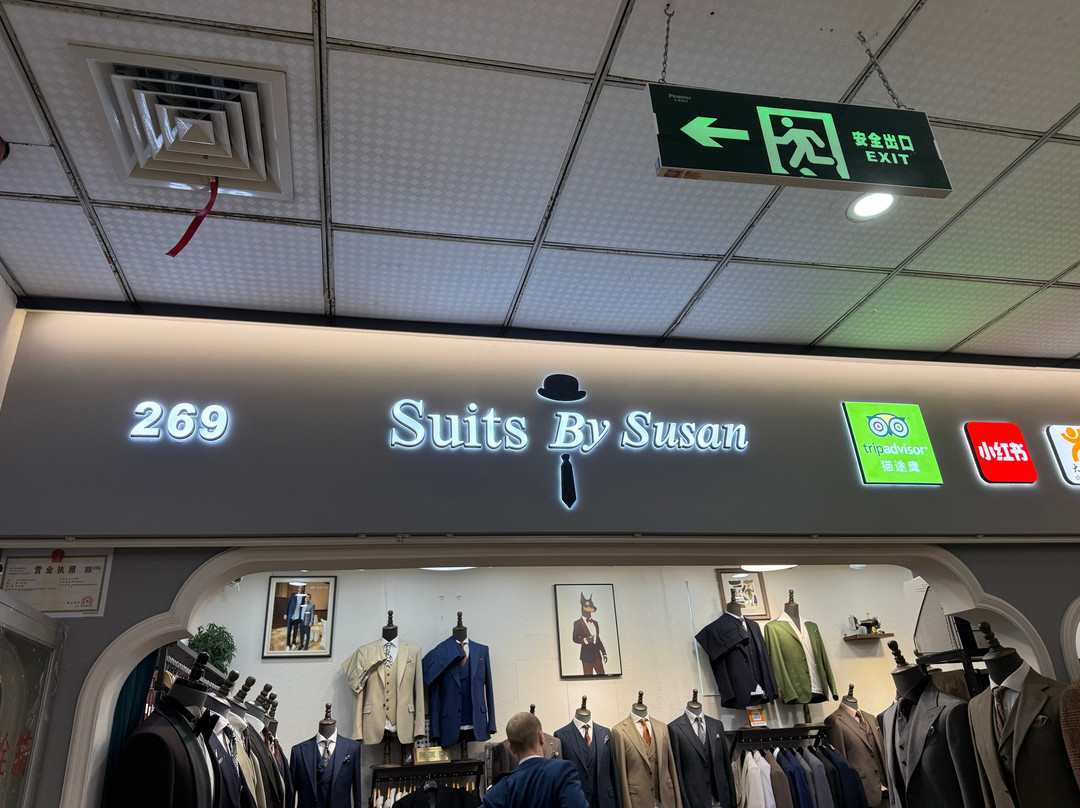 安全出口
EXIT
269
Suits By Susan
tripadvisor
猫途鹰
小红书
营业执照